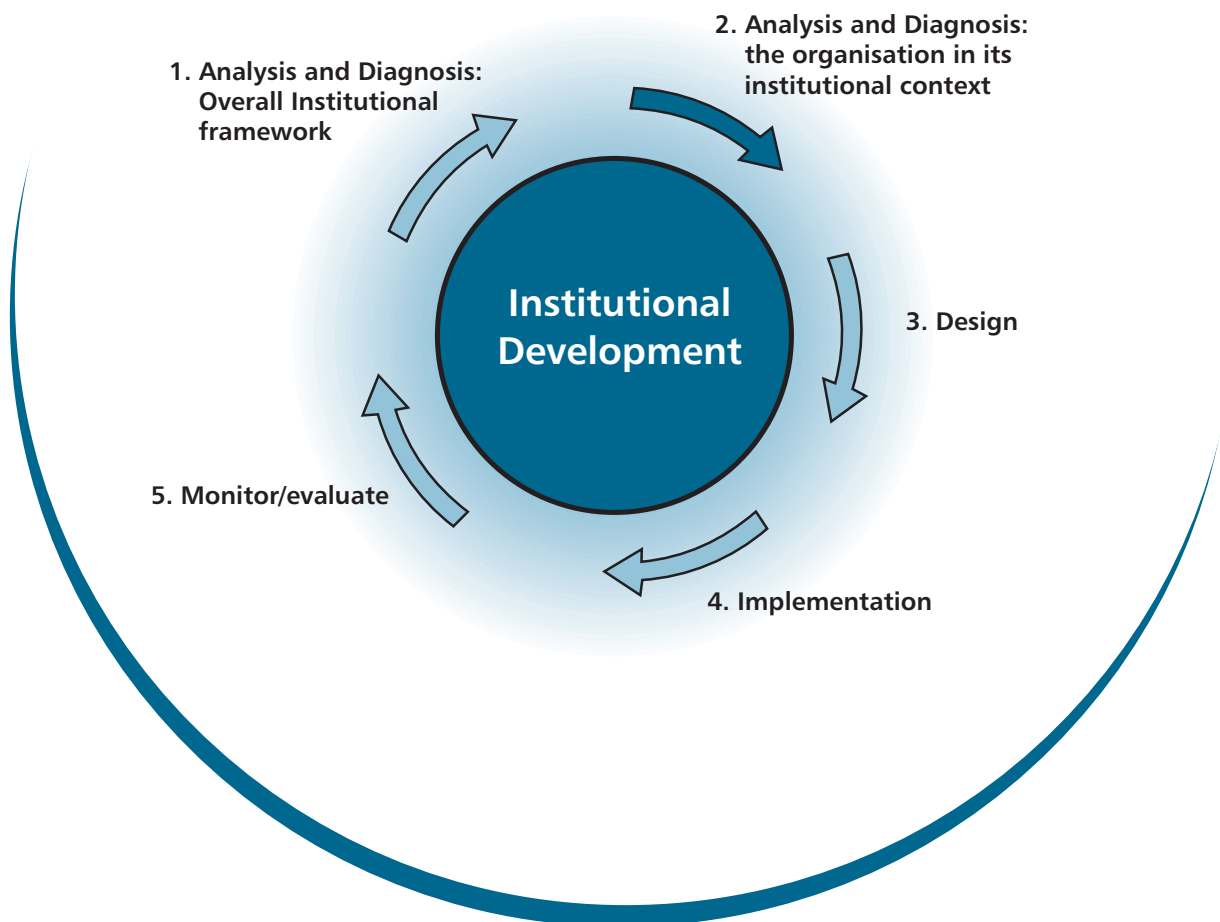 1. Analysis and Diagnosis:
Overall Institutional
framework
2. Analysis and Diagnosis:
the organisation in its
institutional context
3. Design
4. Implementation
5. Monitor/evaluate
Institutional
Development